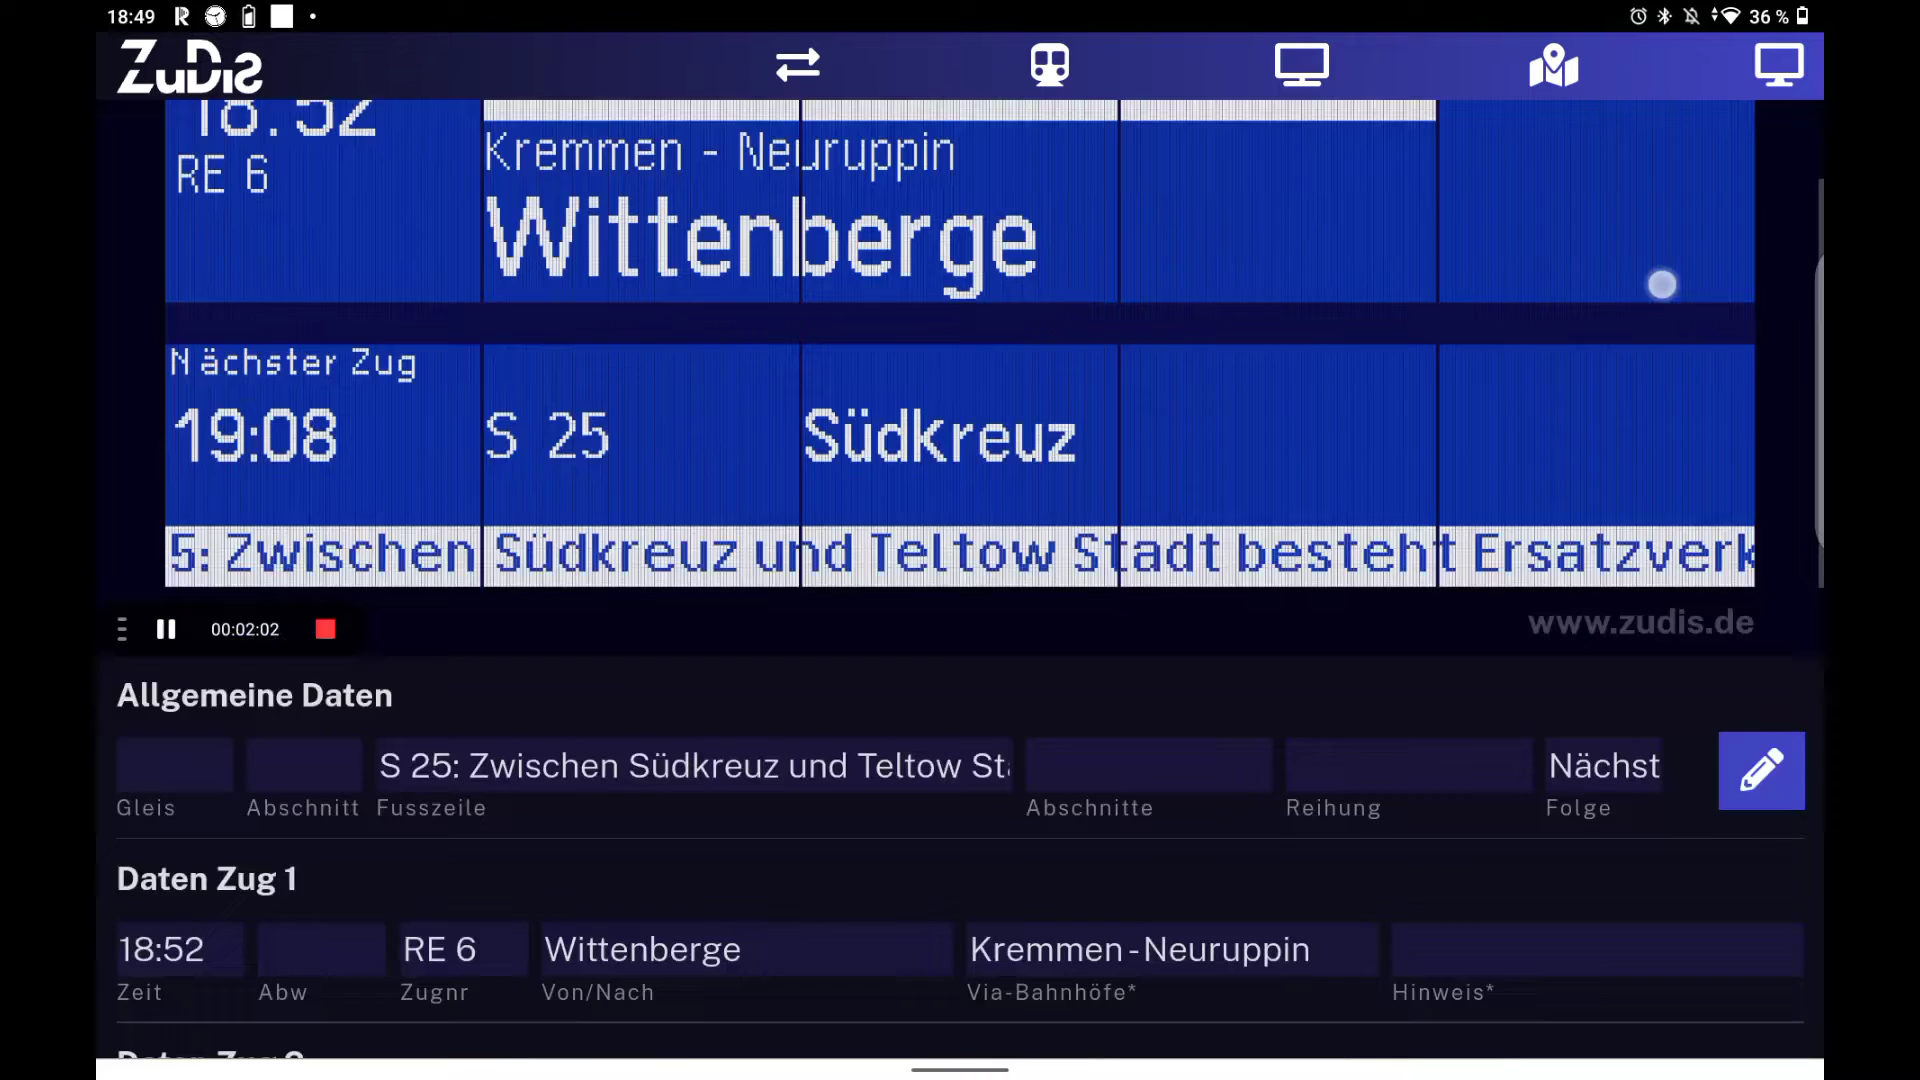 18:49
36 %
ZuDiS
18:52
RE 6
Kremmen - Neuruppin
Wittenberge
Nächster Zug
19:08
S 25
Südkreuz
5: Zwischen Südkreuz und Teltow Stadt besteht Ersatzverk
00:02:02
www.zudis.de
Allgemeine Daten
S 25: Zwischen Südkreuz und Teltow St
Nächst
Gleis
Abschnitt
Fusszeile
Abschnitte
Reihung
Folge
Daten Zug 1
18:52
RE 6
Wittenberge
Kremmen - Neuruppin
Zeit
Abw
Zugnr
Von/Nach
Via-Bahnhöfe*
Hinweis*
Daten Zug 2